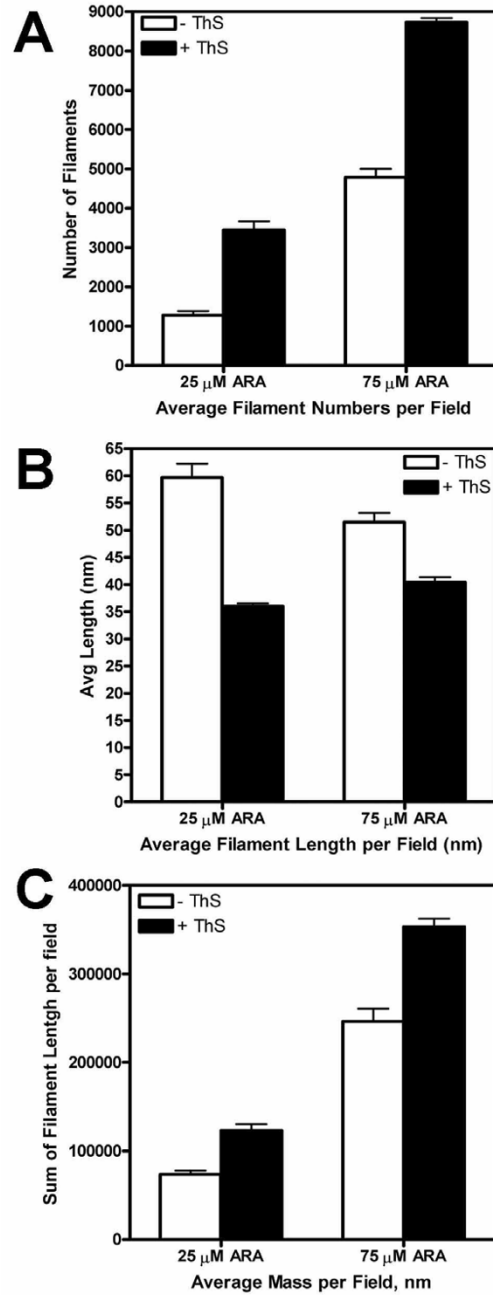 A
Number of Filaments
9000
8000
7000
6000
5000
4000
3000
2000
1000
0
- ThS
+ ThS
25 μM ARA 75 μM ARA
Average Filament Numbers per Field
B
Avg Length (nm)
65
60
55
50
45
40
35
30
25
20
15
10
5
0
- ThS
+ ThS
25 μM ARA 75 μM ARA
Average Filament Length per Field (nm)
C
Sum of Filament Lentgh per field
400000
300000
200000
100000
0
- ThS
+ ThS
25 μM ARA 75 μM ARA
Average Mass per Field, nm